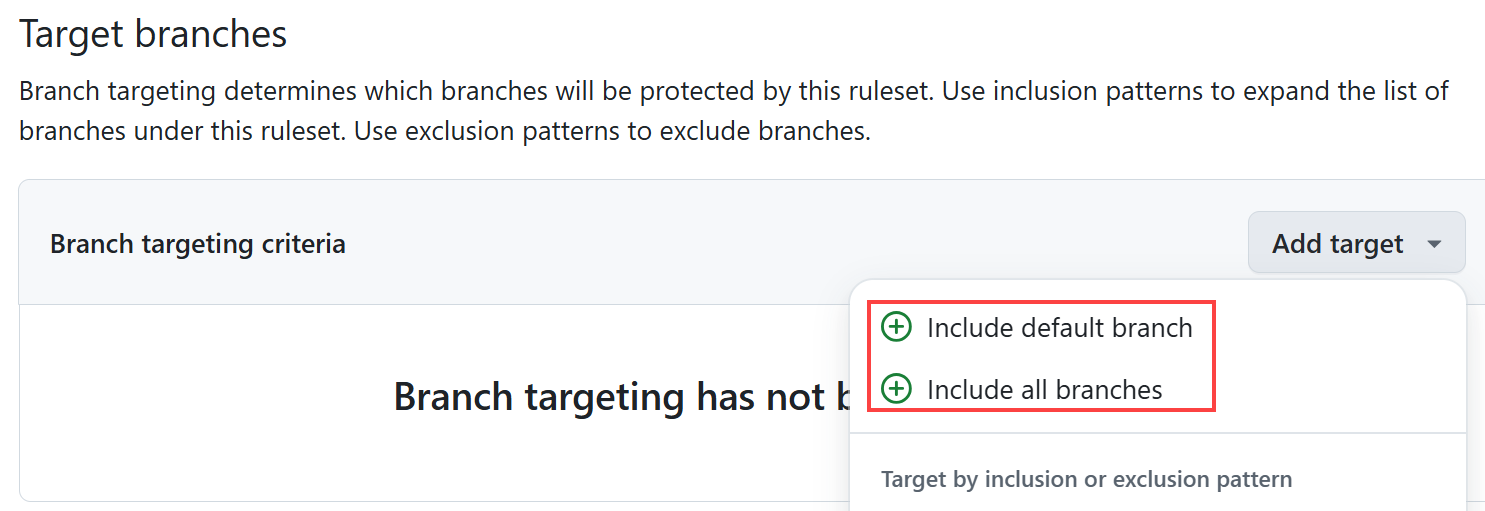 Target branches
Branch targeting determines which branches will be protected by this ruleset. Use inclusion patterns to expand the list of
branches under this ruleset. Use exclusion patterns to exclude branches.
Branch targeting criteria
Add target
Include default branch
Include all branches
Branch targeting has not
Target by inclusion or exclusion pattern